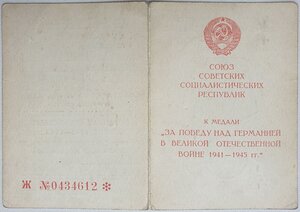 СОЮЗ
СОВЕТСКИХ
СОЦИАЛИСТИЧЕСКИХ
РЕСПУБЛИК
К МЕДАЛИ
„ЗА ПОБЕДУ НАД ГЕРМАНИЕЙ
В ВЕЛИКОЙ ОТЕЧЕСТВЕННОЙ
ВОЙНЕ 1941—1945 гг.“
Ж №0434612 *